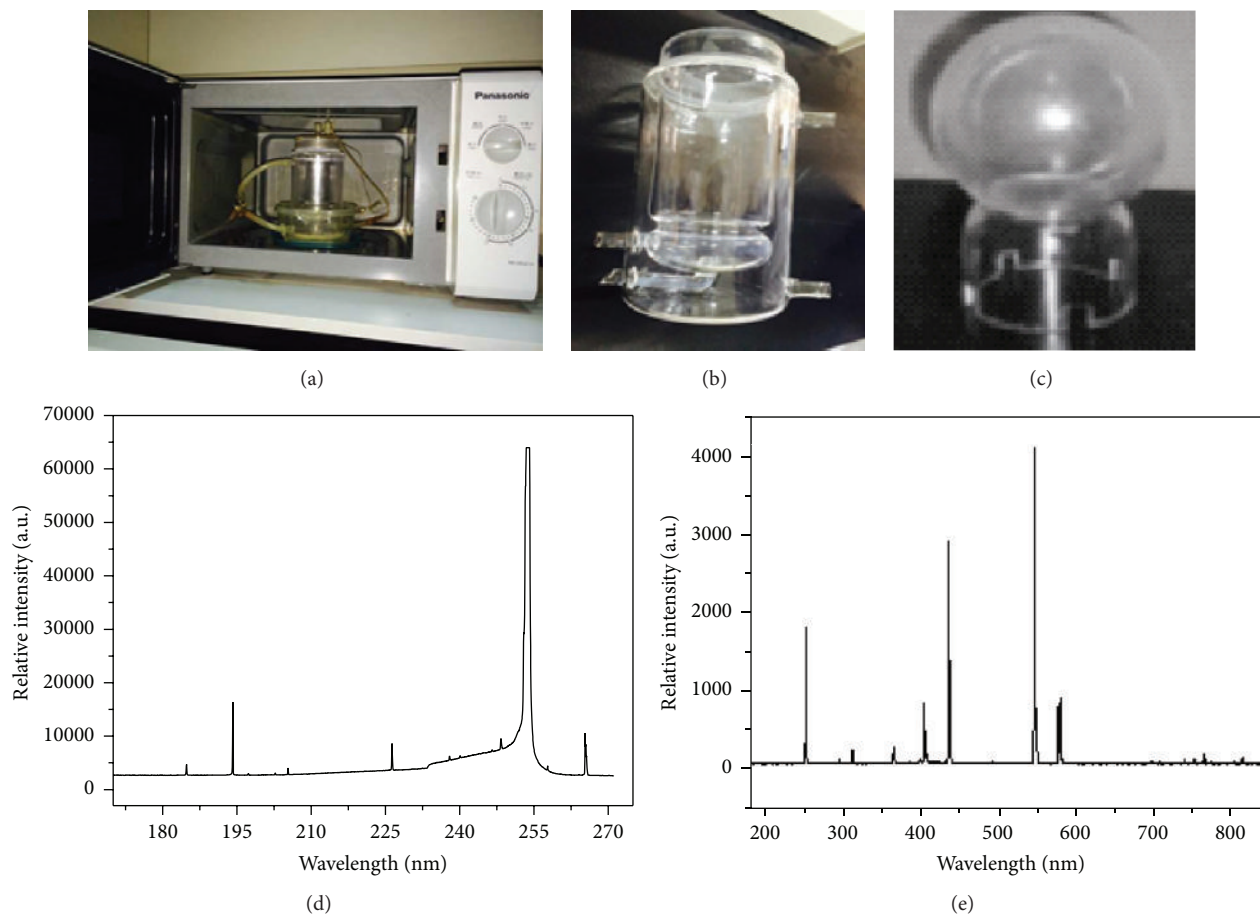 Panasonic
(a)
(b)
(c)
70000
60000
50000
40000
30000
20000
10000
0
Relative intensity (a.u.)
180 195 210 225 240 255 270
Wavelength (nm)
(d)
4000
3000
2000
1000
0
Relative intensity (a.u.)
200 300 400 500 600 700 800
Wavelength (nm)
(e)